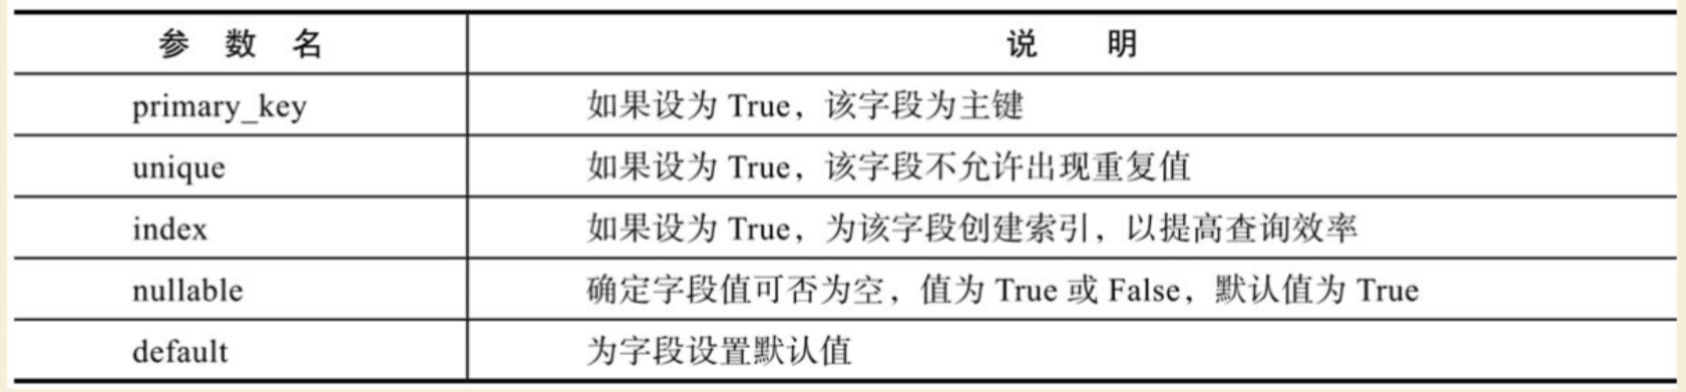 参数名 说明
primary_key 如果设为 True，该字段为主键
unique 如果设为 True，该字段不允许出现重复值
index 如果设为 True，为该字段创建索引，以提高查询效率
nullable 确定字段值可否为空，值为 True 或 False，默认值为 True
default 为字段设置默认值